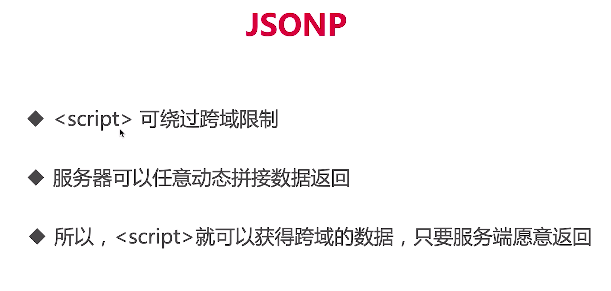 JSONP
<script> 可绕过跨域限制
服务器可以任意动态拼接数据返回
所以，<script>就可以获得跨域的数据，只要服务端愿意返回